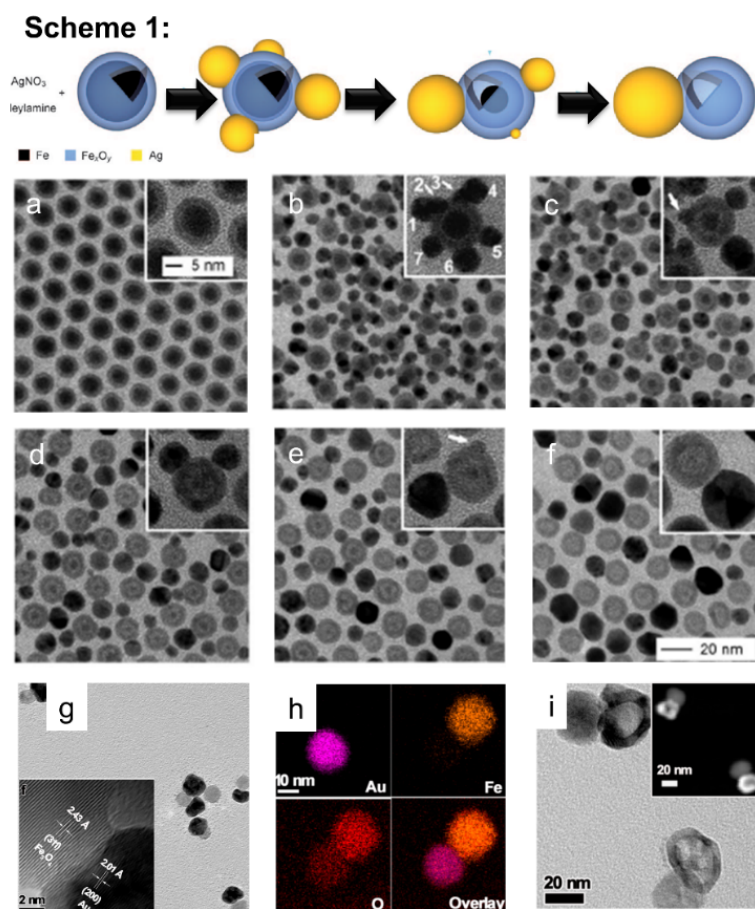 Scheme 1:
AgNO₃
+
leylamine
Fe FeₓOᵧ Ag
a
5 nm
b
2 3 4
1
7 6 5
c
d
e
f
20 nm
g
f
2.43 Å
(311)
Fe₃O₄
2.01 Å
(200)
Au
2 nm
h
10 nm
Au
Fe
O
Overlay
i
20 nm
20 nm